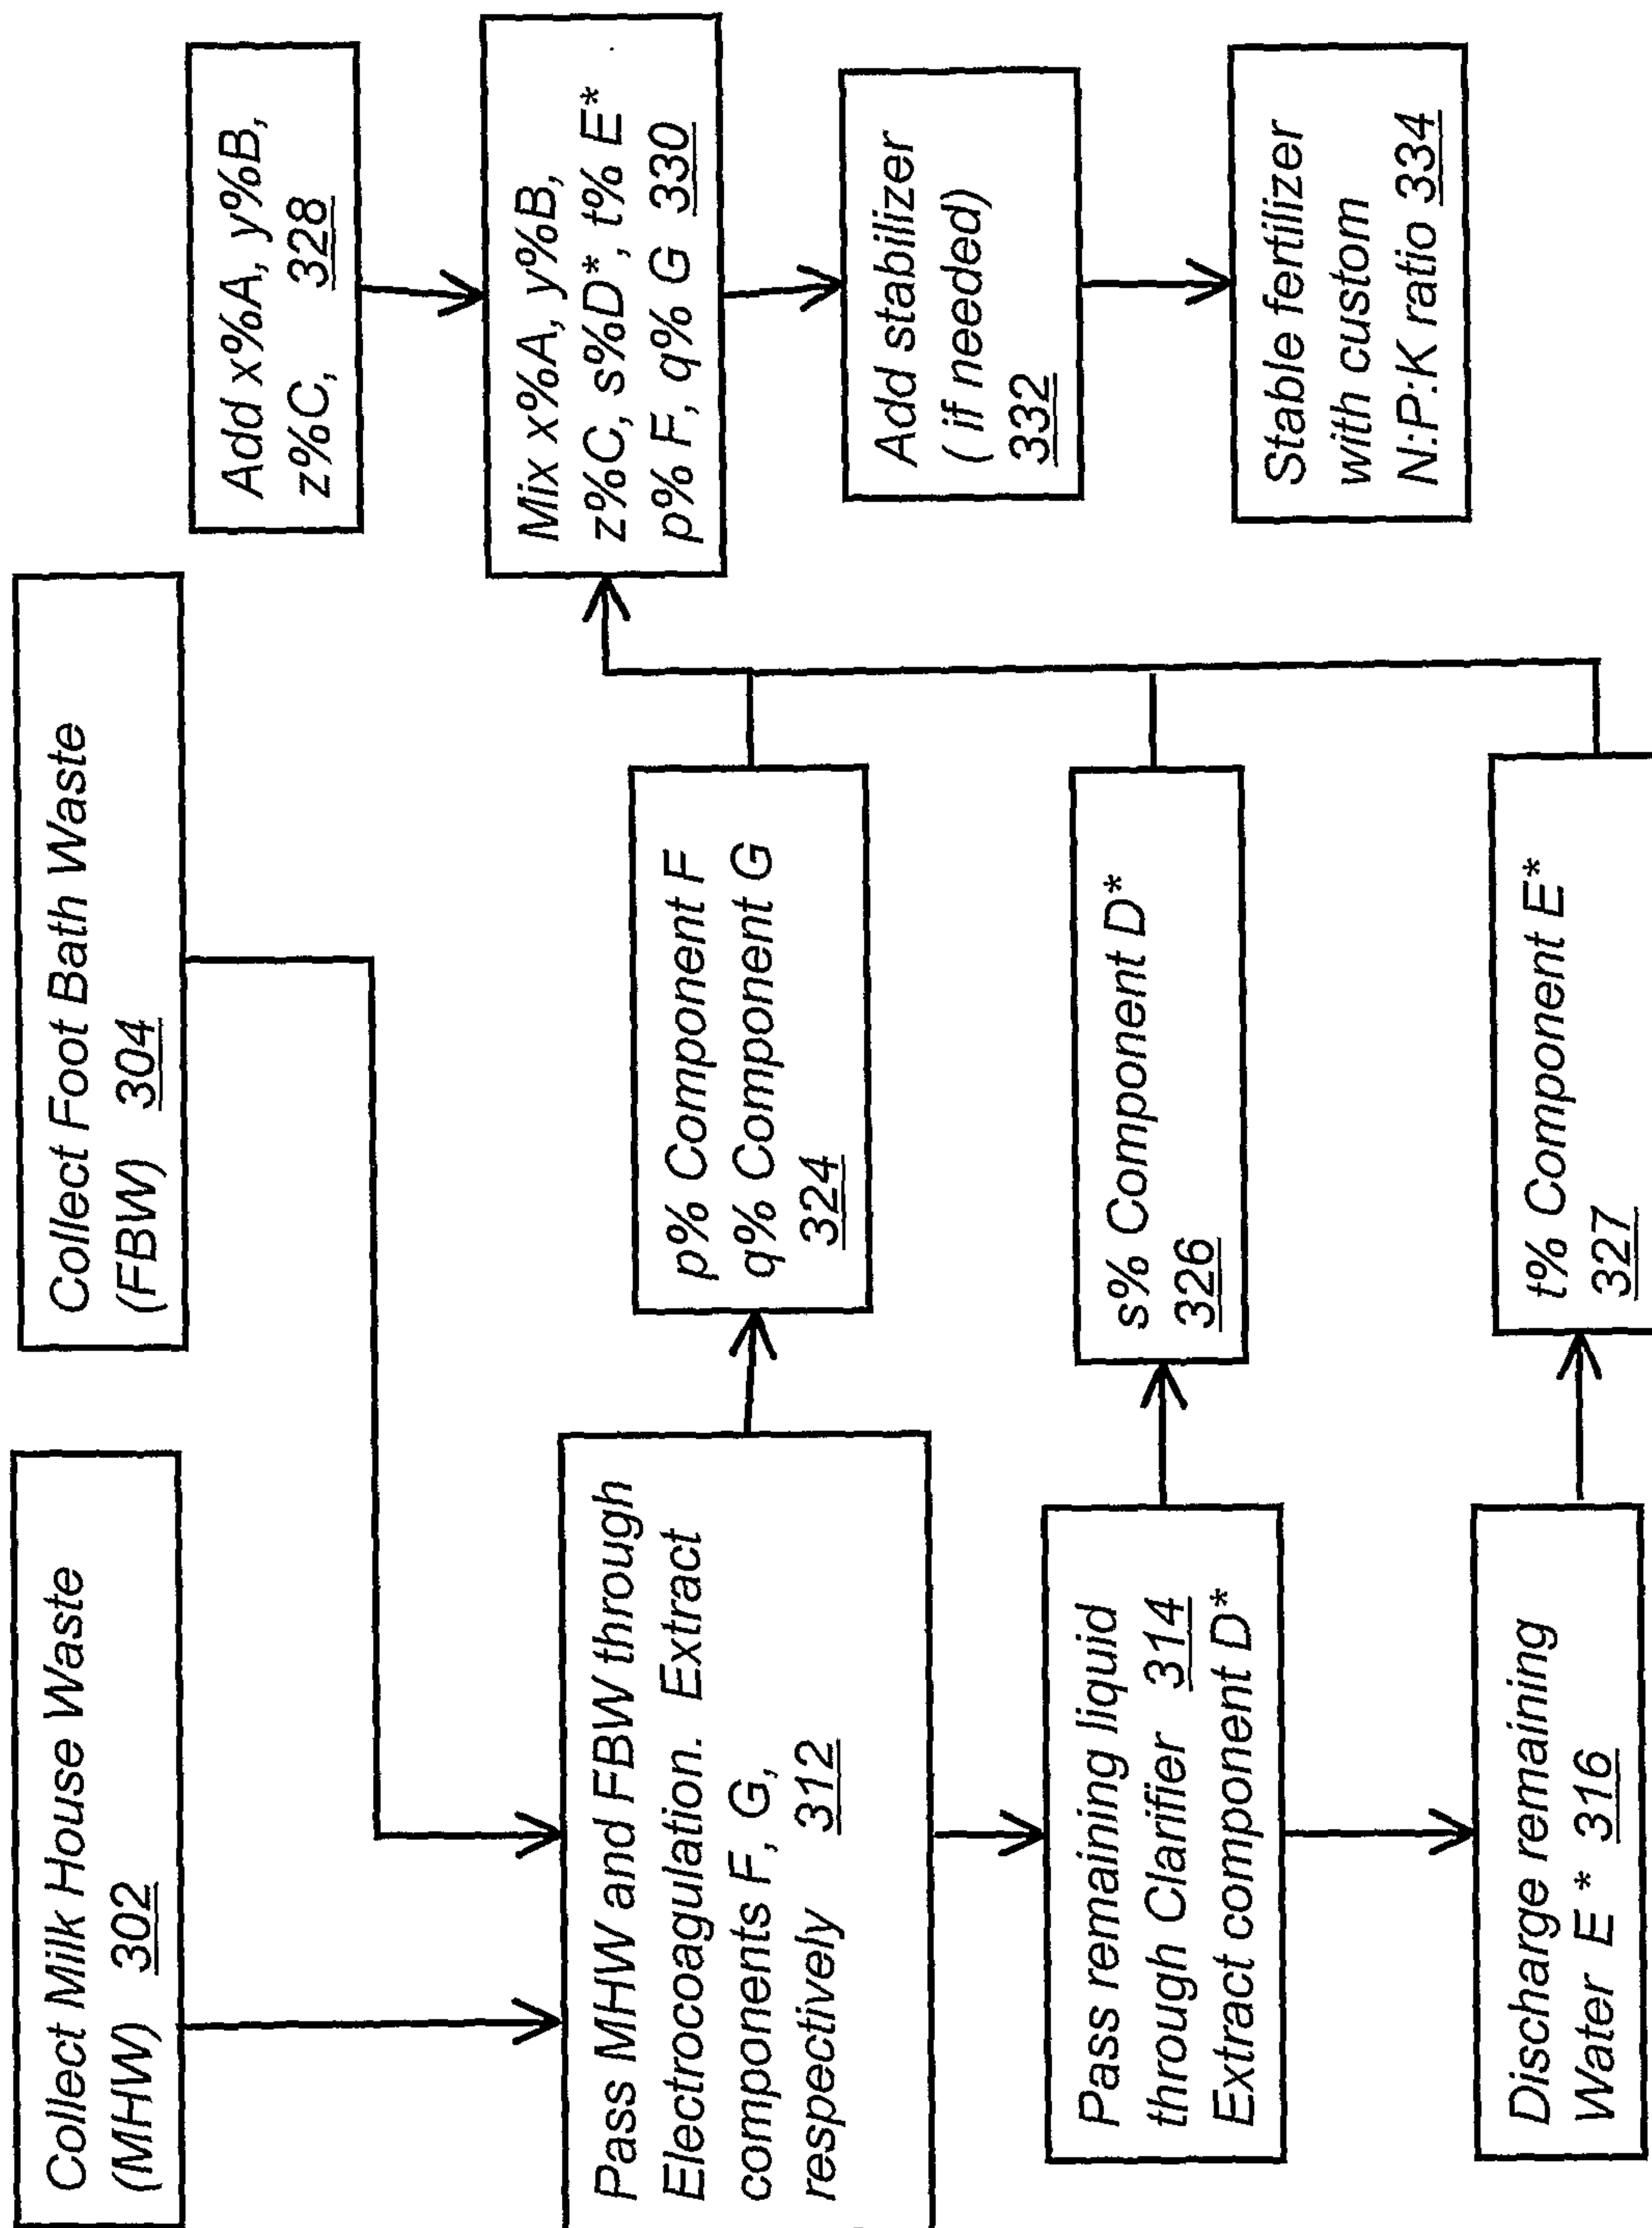 Collect Milk House Waste
(MHW) 302
Collect Foot Bath Waste
(FBW) 304
Pass MHW and FBW through
Electrocoagulation. Extract
components F, G,
respectively 312
Pass remaining liquid
through Clarifier 314
Extract component D*
Discharge remaining
Water E* 316
p% Component F
q% Component G
324
s% Component D*
326
t% Component E*
327
Add x%A, y%B,
z%C, 328
Mix x%A, y%B,
z%C, s%D*, t% E*
p% F, q% G 330
Add stabilizer
( if needed)
332
Stable fertilizer
with custom
N:P:K ratio 334